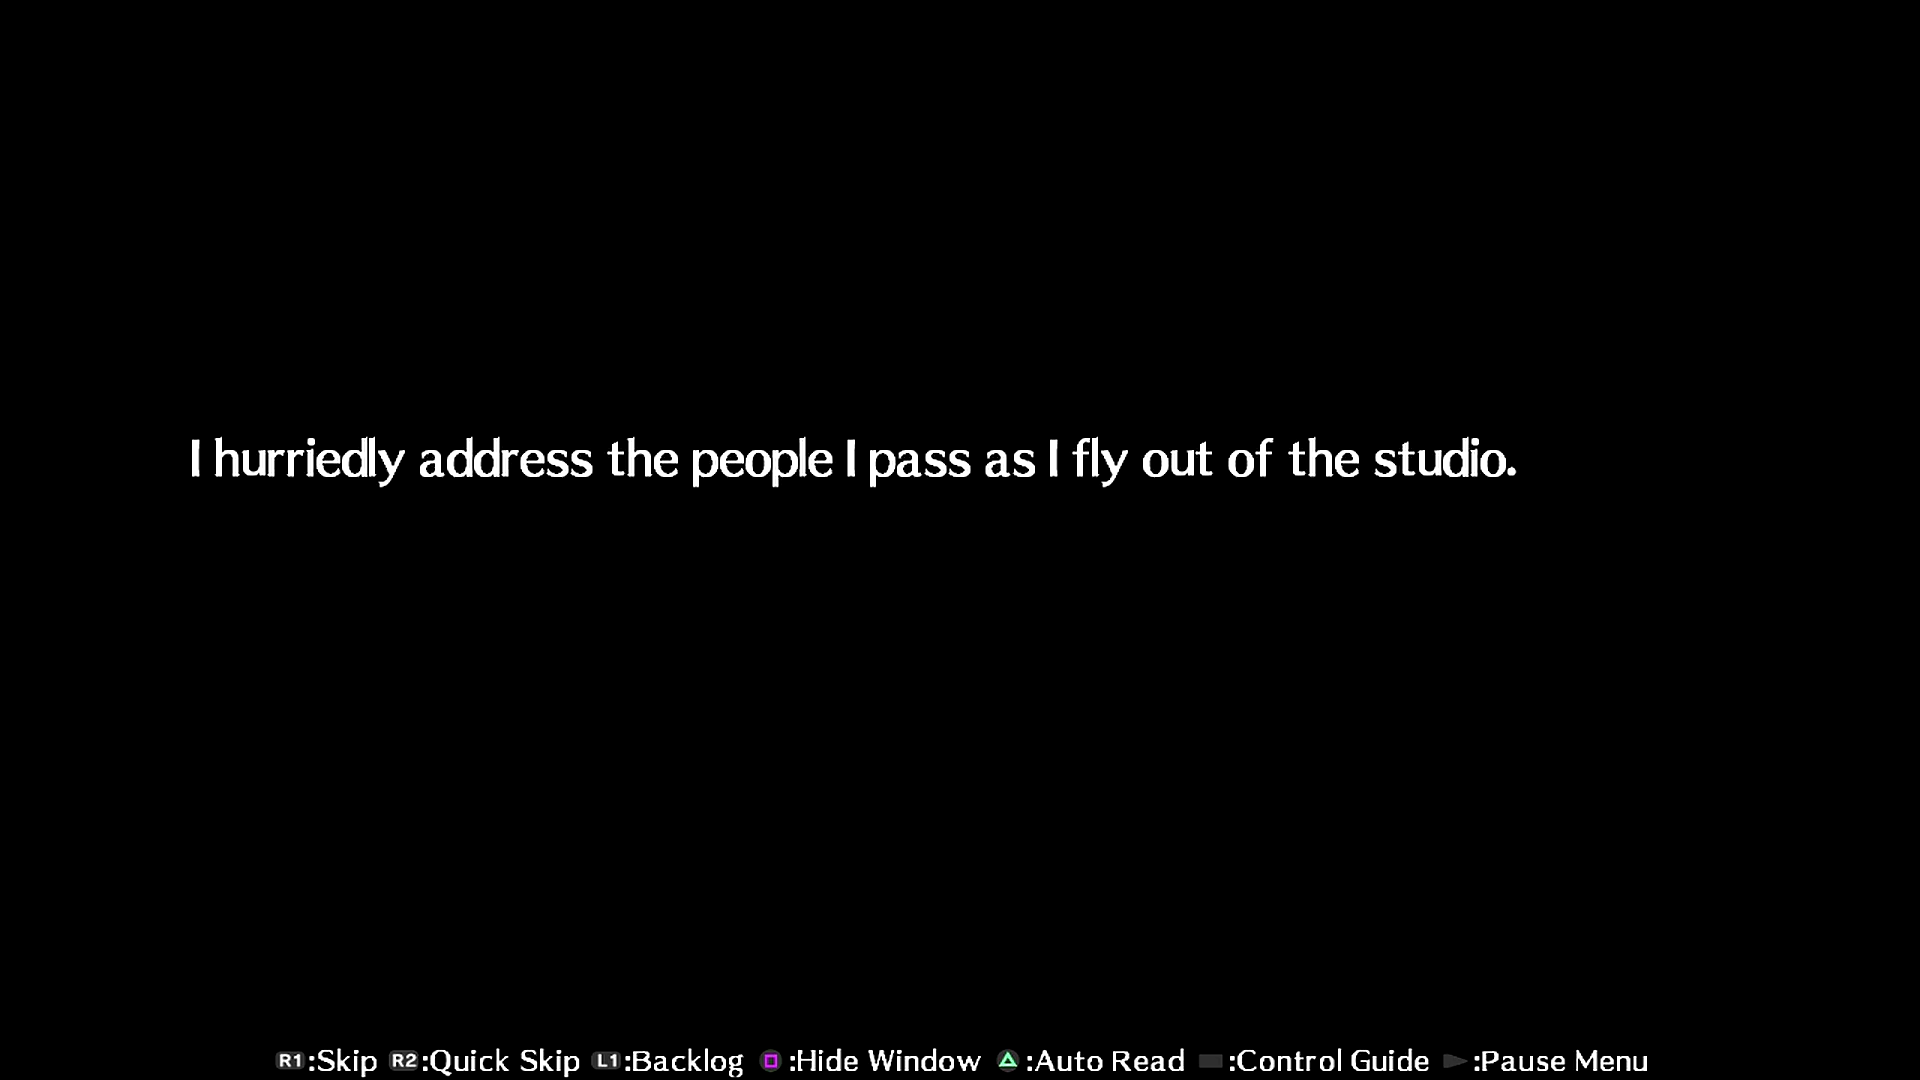 I hurriedly address the people I pass as I fly out of the studio.
R1:Skip R2:Quick Skip L1:Backlog :Hide Window :Auto Read :Control Guide :Pause Menu